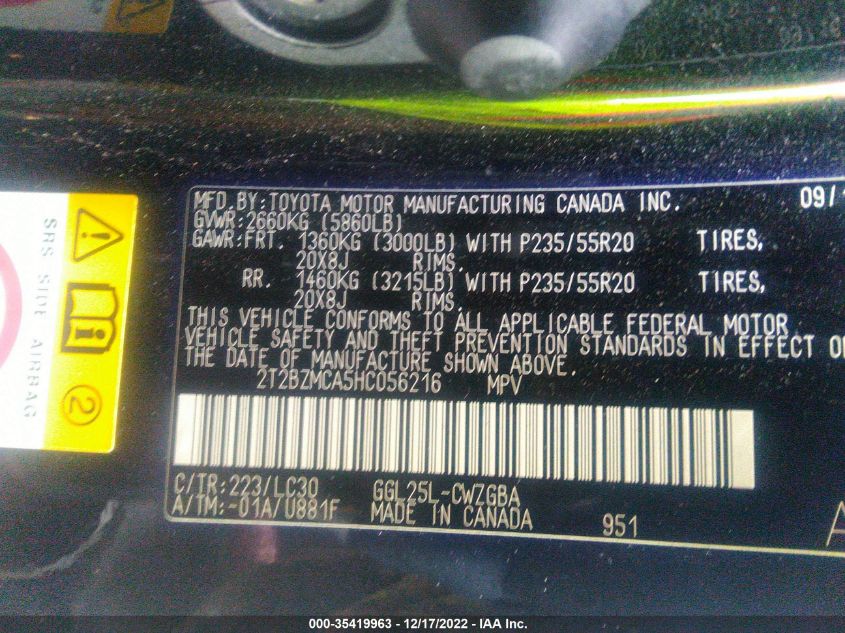 MFD.BY:TOYOTA MOTOR MANUFACTURING CANADA INC. 09/
GVWR:2660KG (5860LB)
GAWR:FRT. 1360KG (3000LB) WITH P235/55R20 TIRES,
20X8J RIMS.
RR. 1460KG (3215LB) WITH P235/55R20 TIRES,
20X8J RIMS.
THIS VEHICLE CONFORMS TO ALL APPLICABLE FEDERAL MOTOR
VEHICLE SAFETY AND THEFT PREVENTION STANDARDS IN EFFECT
THE DATE OF MANUFACTURE SHOWN ABOVE.
2T2BZMCA5HC056216 MPV
C/TR:223/LC30 GGL25L-CWZGBA
A/TM:-01A/U881F MADE IN CANADA 951
SRS SIDE AIRBAG
2
000-35419963 - 12/17/2022 - IAA Inc.